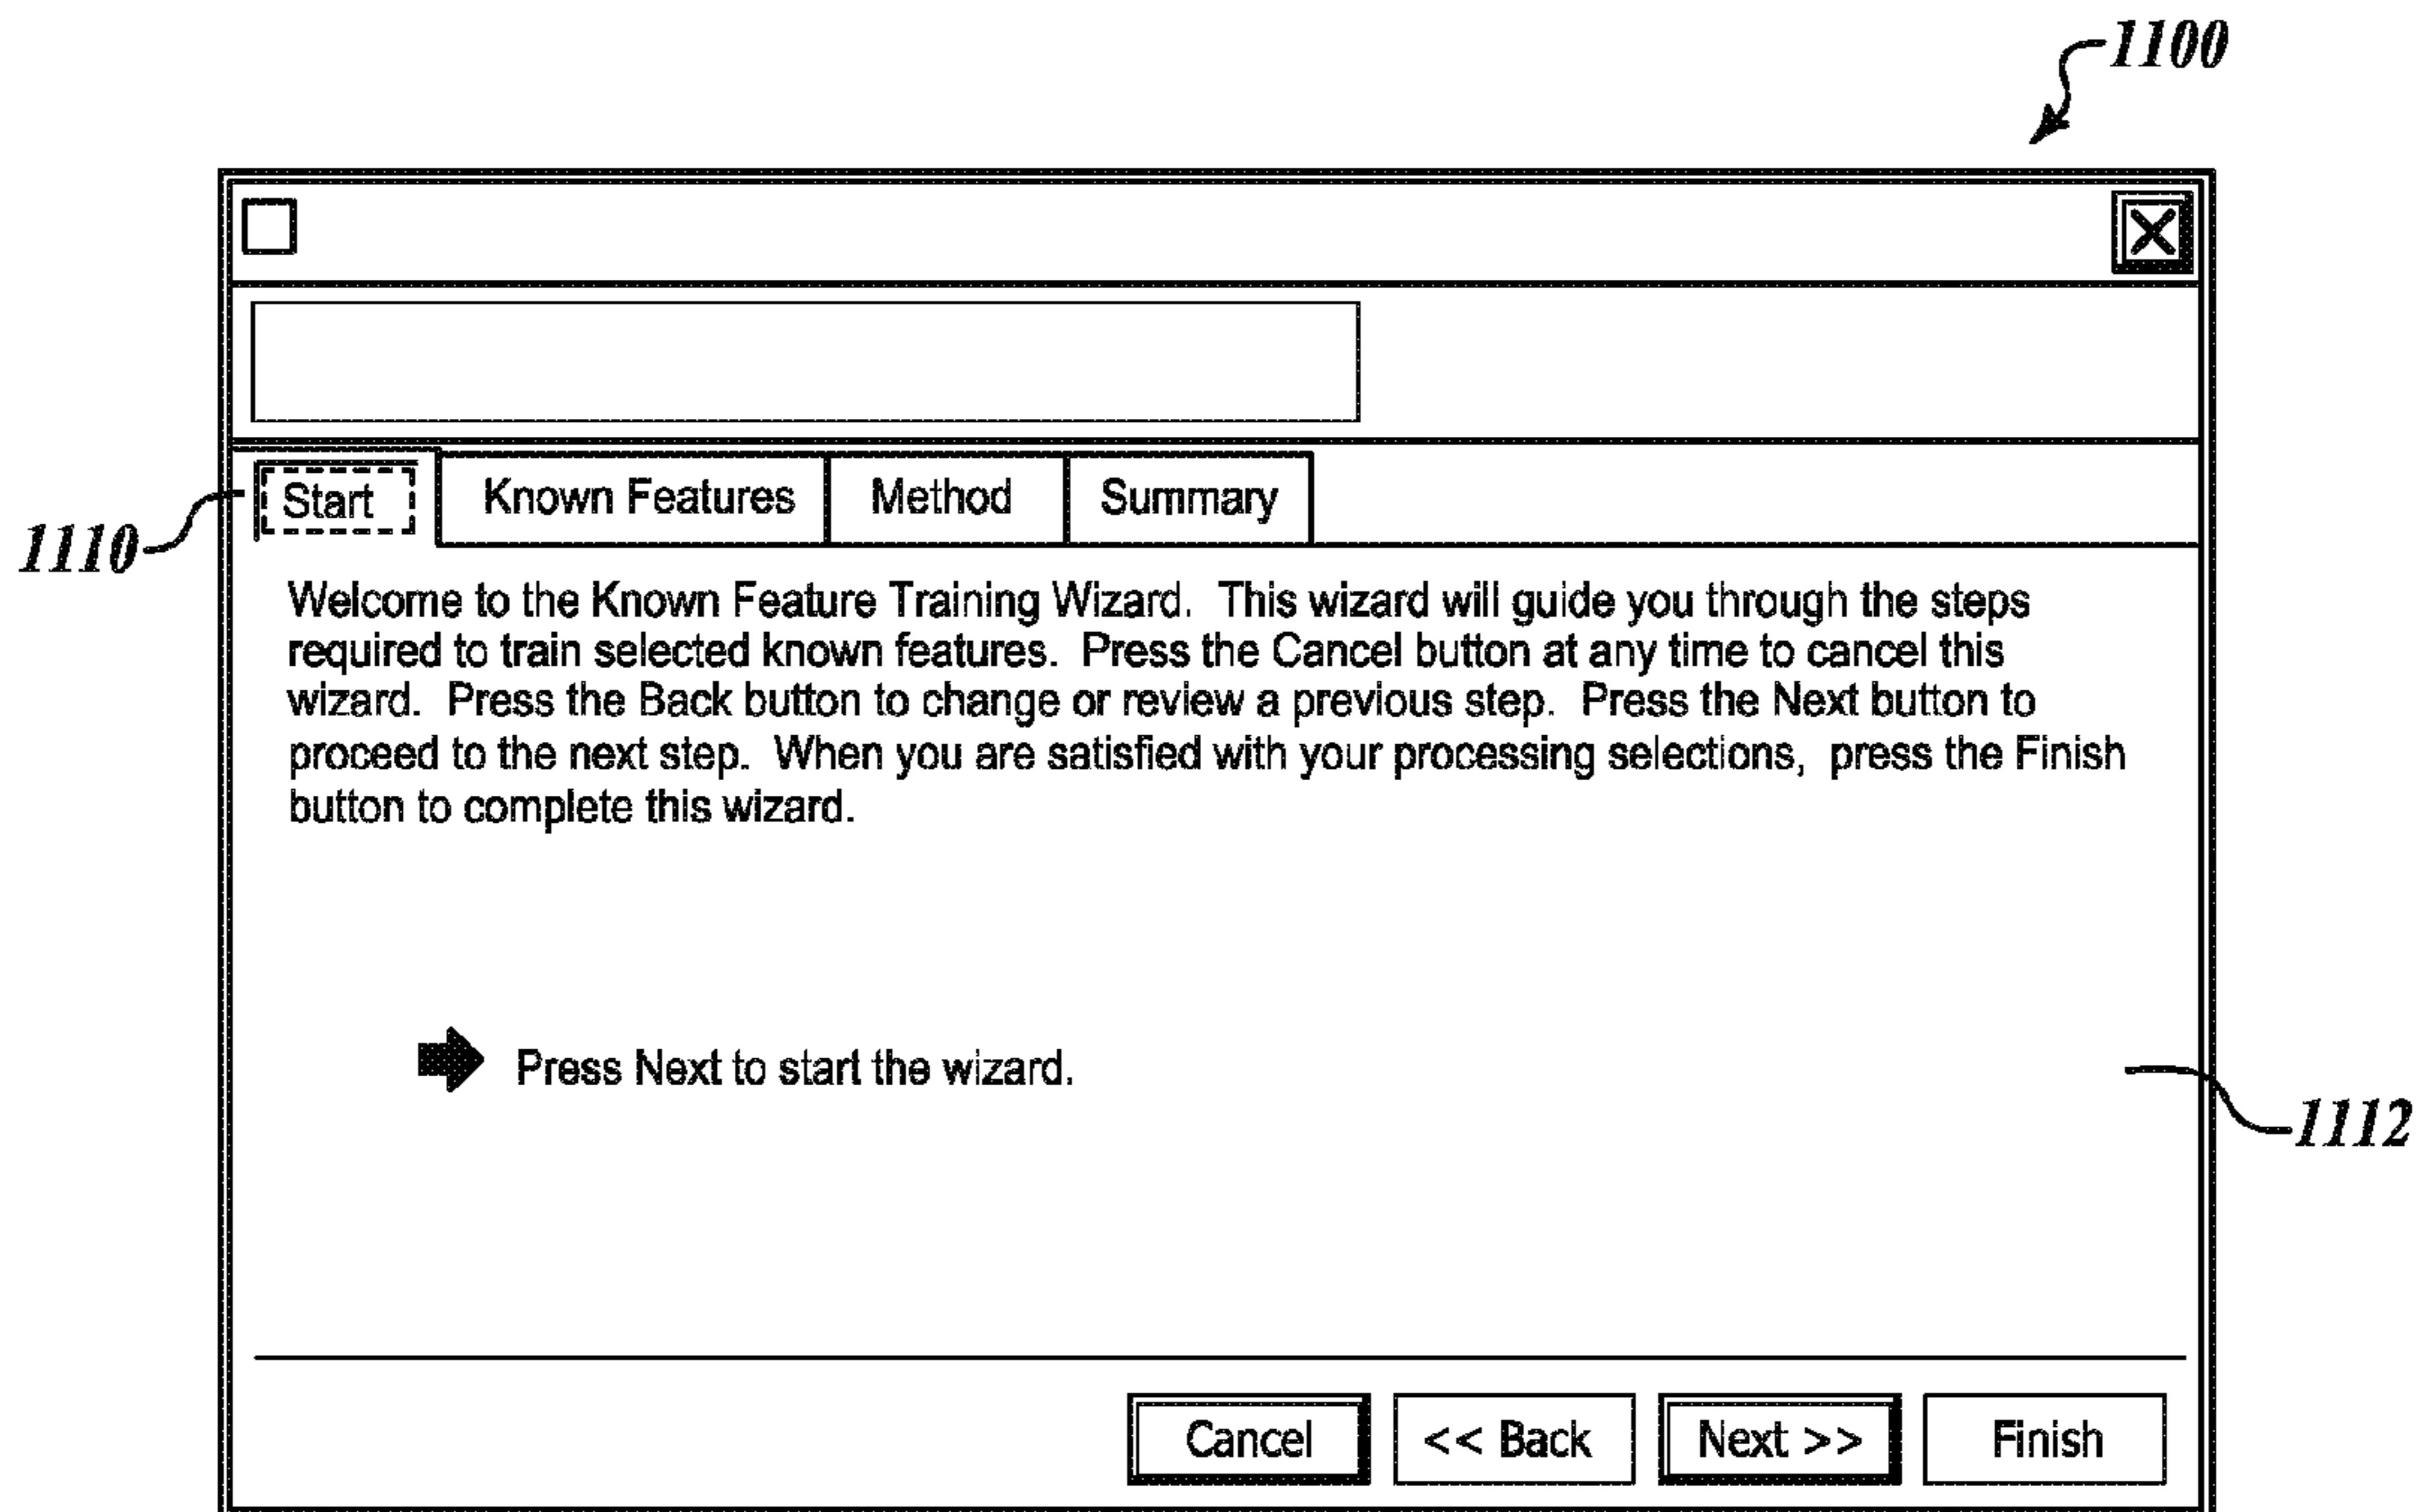 1100
Start Known Features Method Summary
1110
Welcome to the Known Feature Training Wizard. This wizard will guide you through the steps
required to train selected known features. Press the Cancel button at any time to cancel this
wizard. Press the Back button to change or review a previous step. Press the Next button to
proceed to the next step. When you are satisfied with your processing selections, press the Finish
button to complete this wizard.
Press Next to start the wizard.
1112
Cancel << Back Next >> Finish